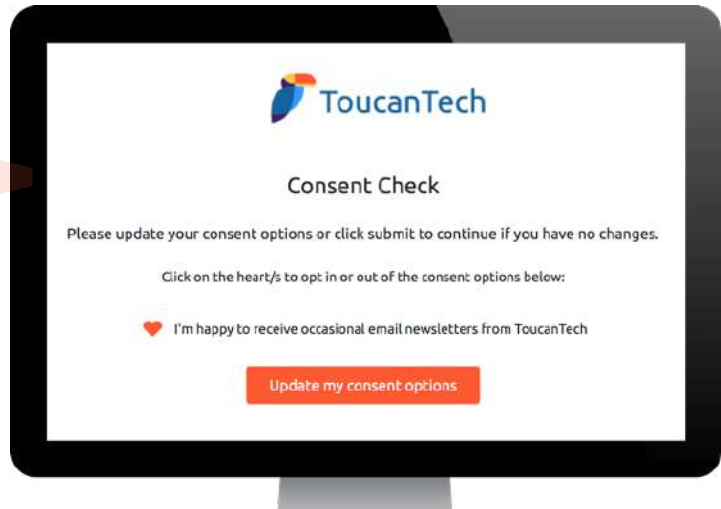 ToucanTech
Consent Check
Please update your consent options or click submit to continue if you have no changes.
Click on the heart/s to opt in or out of the consent options below:
I'm happy to receive occasional email newsletters from ToucanTech
Update my consent options